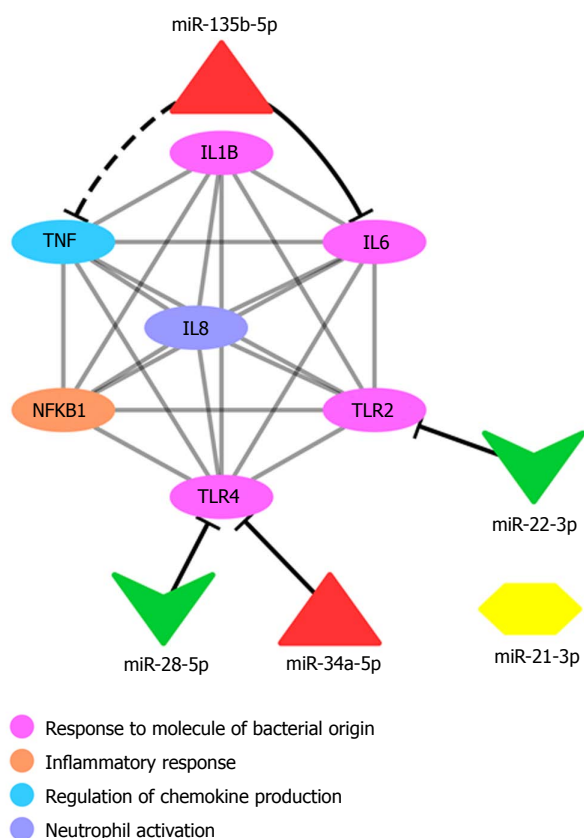 miR-135b-5p
IL1B
TNF
IL6
IL8
NFKB1
TLR2
TLR4
miR-22-3p
miR-28-5p
miR-34a-5p
miR-21-3p
Response to molecule of bacterial origin
Inflammatory response
Regulation of chemokine production
Neutrophil activation